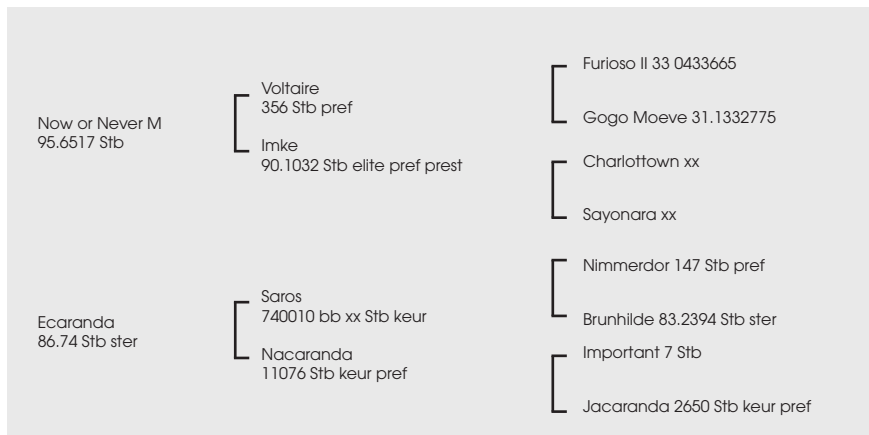 Now or Never M
95.6517 Stb
Voltaire
356 Stb pref
Imke
90.1032 Stb elite pref prest
Furioso II 33 0433665
Gogo Moeve 31.1332775
Charlottown xx
Sayonara xx
Ecaranda
86.74 Stb ster
Saros
740010 bb xx Stb keur
Nacaranda
11076 Stb keur pref
Nimmerdor 147 Stb pref
Brunhilde 83.2394 Stb ster
Important 7 Stb
Jacaranda 2650 Stb keur pref